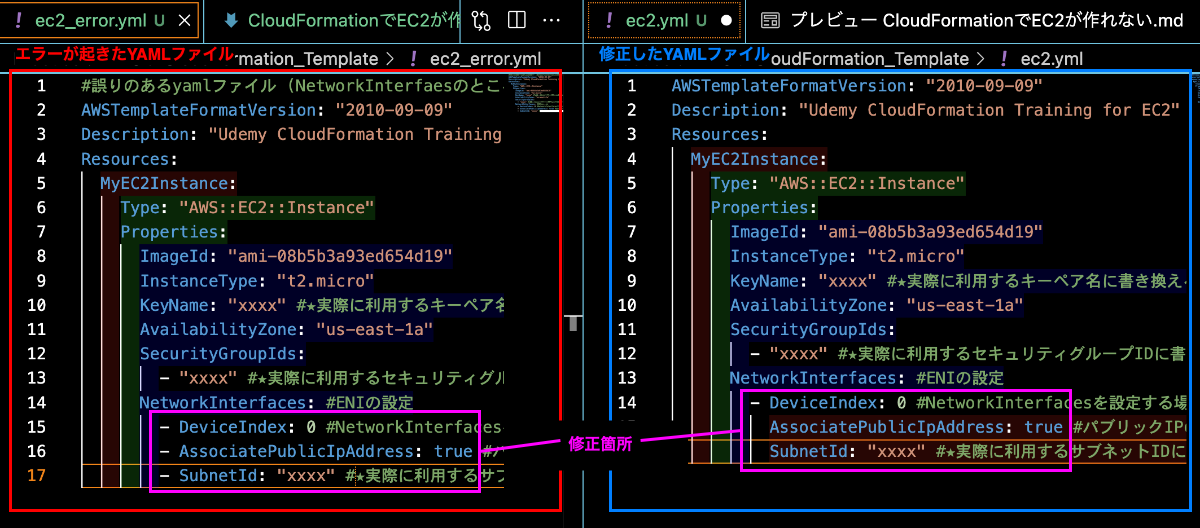 ! ec2_error.yml U ×
CloudFormationでEC2が作
エラーが起きたYAMLファイル
rmation_Template > ! ec2_error.yml
1 #誤りのあるyamlファイル（NetworkInterfaesのとこ
2 AWSTemplateFormatVersion: "2010-09-09"
3 Description: "Udemy CloudFormation Training
4 Resources:
5 MyEC2Instance:
6 Type: "AWS::EC2::Instance"
7 Properties:
8 ImageId: "ami-08b5b3a93ed654d19"
9 InstanceType: "t2.micro"
10 KeyName: "xxxx" #★実際に利用するキーペア名
11 AvailabilityZone: "us-east-1a"
12 SecurityGroupIds:
13 - "xxxx" #★実際に利用するセキュリティグル
14 NetworkInterfaces: #ENIの設定
15 - DeviceIndex: 0 #NetworkInterfaces
16 - AssociatePublicIpAddress: true #パ
17 - SubnetId: "xxxx" #★実際に利用するサブ
修正箇所
! ec2.yml U ●
プレビュー CloudFormationでEC2が作れない.md
修正したYAMLファイル
oudFormation_Template > ! ec2.yml
1 AWSTemplateFormatVersion: "2010-09-09"
2 Description: "Udemy CloudFormation Training for EC2"
3 Resources:
4 MyEC2Instance:
5 Type: "AWS::EC2::Instance"
6 Properties:
7 ImageId: "ami-08b5b3a93ed654d19"
8 InstanceType: "t2.micro"
9 KeyName: "xxxx" #★実際に利用するキーペア名に書き換え
10 AvailabilityZone: "us-east-1a"
11 SecurityGroupIds:
12 - "xxxx" #★実際に利用するセキュリティグループIDに書
13 NetworkInterfaces: #ENIの設定
14 - DeviceIndex: 0 #NetworkInterfacesを設定する場
AssociatePublicIpAddress: true #パブリックIPの
SubnetId: "xxxx" #★実際に利用するサブネットIDに